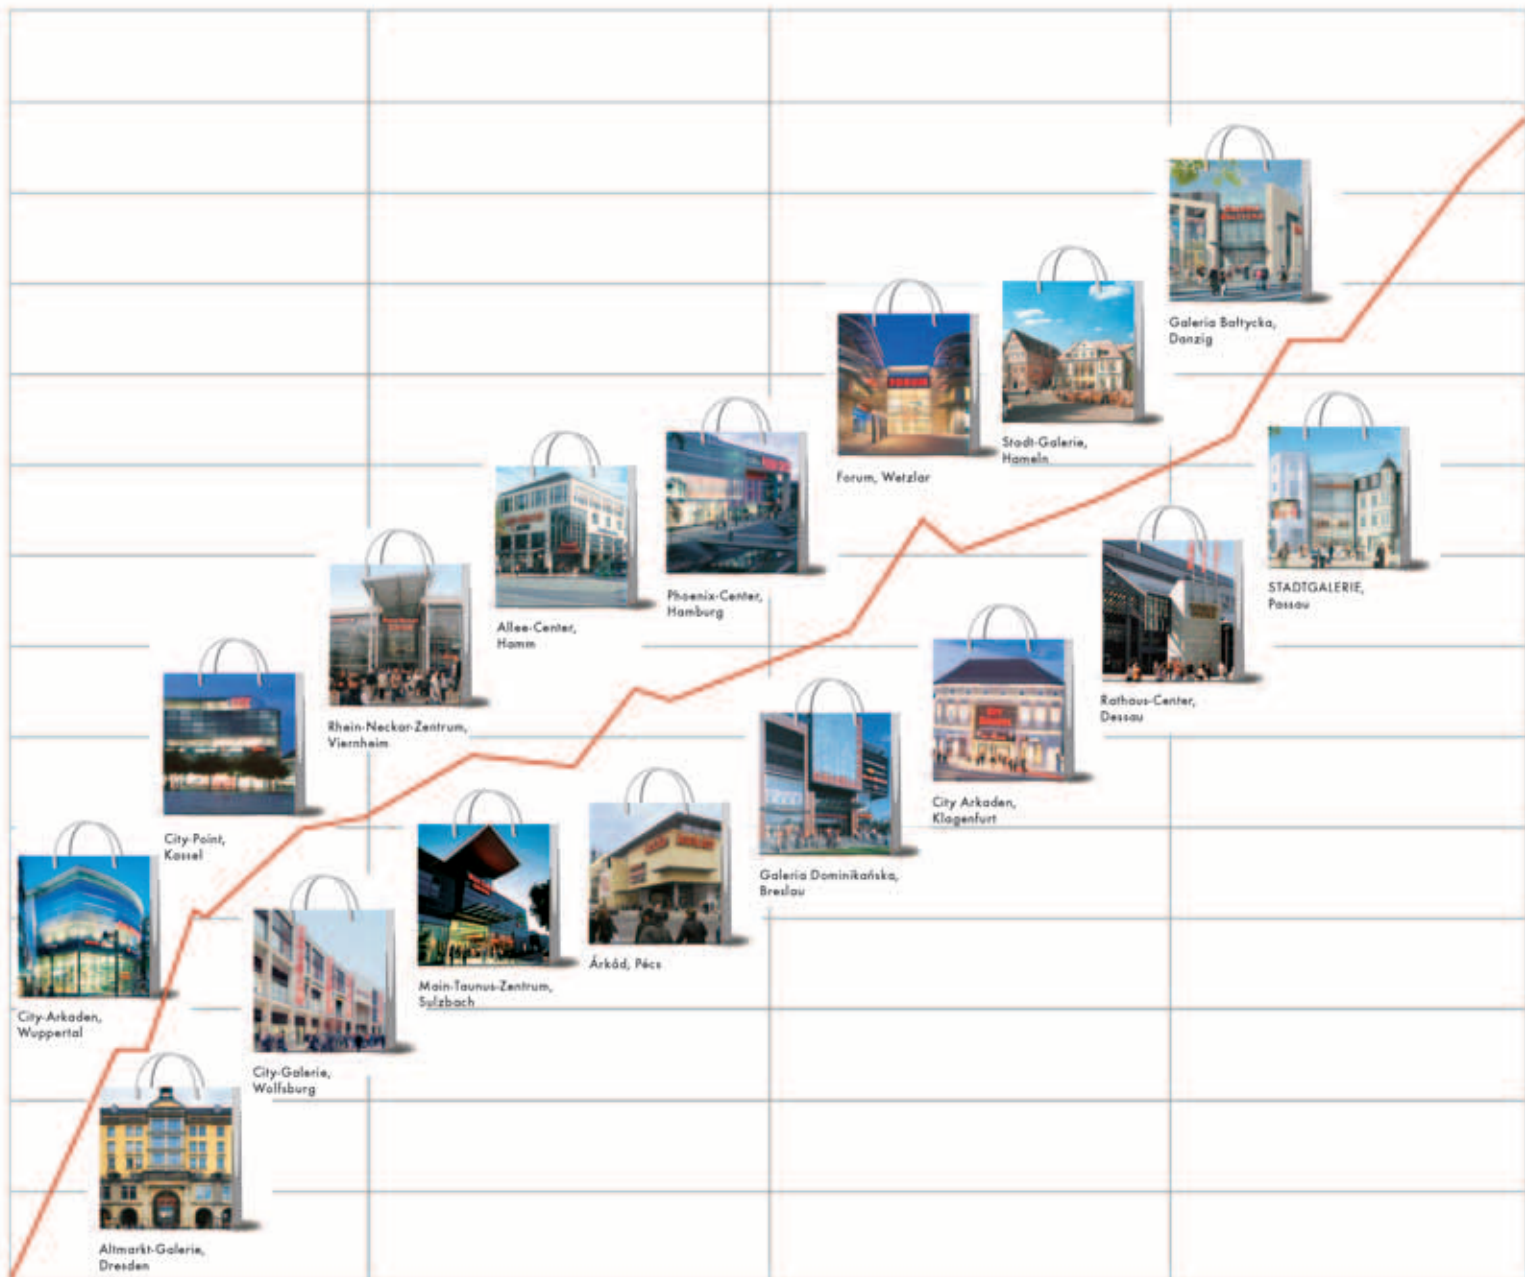 Galeria Bałtycka,
Danzig
Stadt-Galerie,
Hameln
FORUM
Forum, Wetzlar
STADTGALERIE,
Passau
Phoenix-Center,
Hamburg
Allee-Center,
Hamm
Rathaus-Center,
Dessau
Rhein-Neckar-Zentrum,
Viernheim
City Arkaden,
Klagenfurt
City-Point,
Kassel
Galeria Dominikańska,
Breslau
Árkád, Pécs
Main-Taunus-Zentrum,
Sulzbach
City-Arkaden,
Wuppertal
City-Galerie,
Wolfsburg
Altmarkt-Galerie,
Dresden